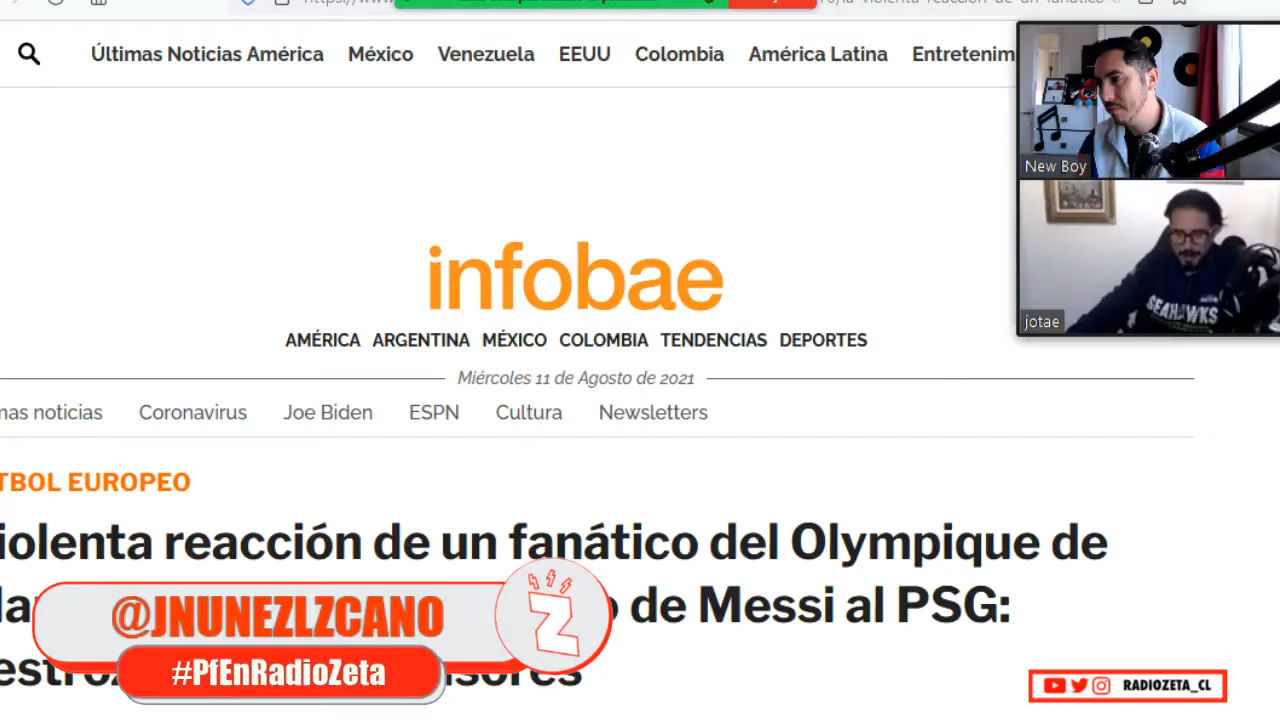 Últimas Noticias América México Venezuela EEUU Colombia América Latina Entretenim
New Boy
SEAHAWKS
jotae
infobae
AMÉRICA ARGENTINA MÉXICO COLOMBIA TENDENCIAS DEPORTES
Miércoles 11 de Agosto de 2021
mas noticias Coronavirus Joe Biden ESPN Cultura Newsletters
TBOL EUROPEO
iolenta reacción de un fanático del Olympique de
de Messi al PSG:
@JNUNEZLZCANO
Z
#PfEnRadioZeta
RADIOZETA_CL